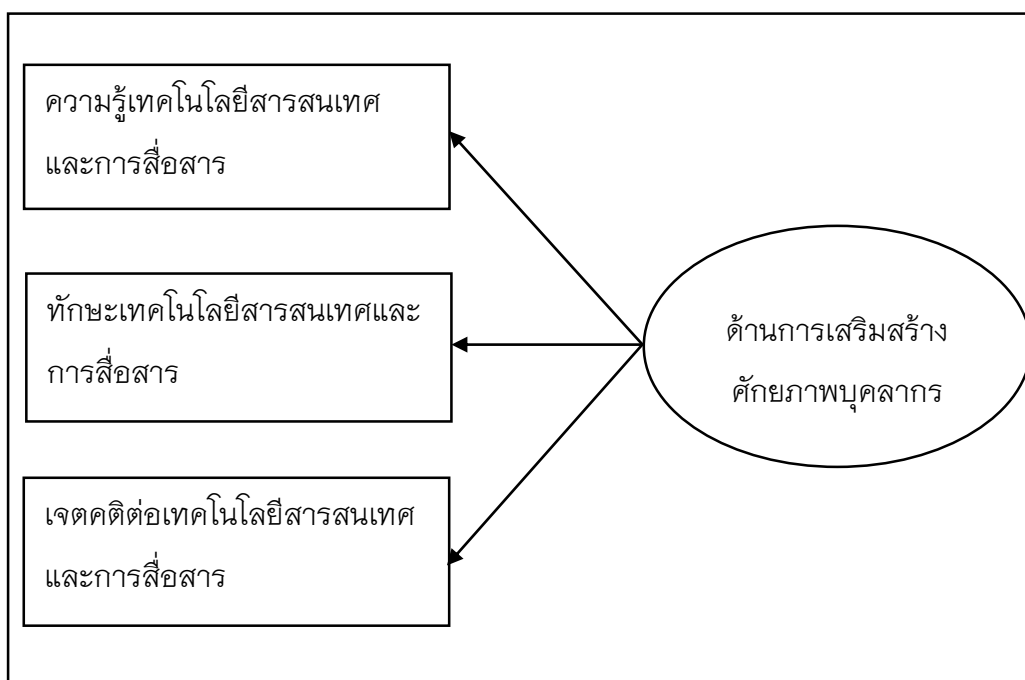 ความรู้เทคโนโลยีสารสนเทศ
และการสื่อสาร
ทักษะเทคโนโลยีสารสนเทศและ
การสื่อสาร
เจตคติต่อเทคโนโลยีสารสนเทศ
และการสื่อสาร
ด้านการเสริมสร้าง
ศักยภาพบุคลากร